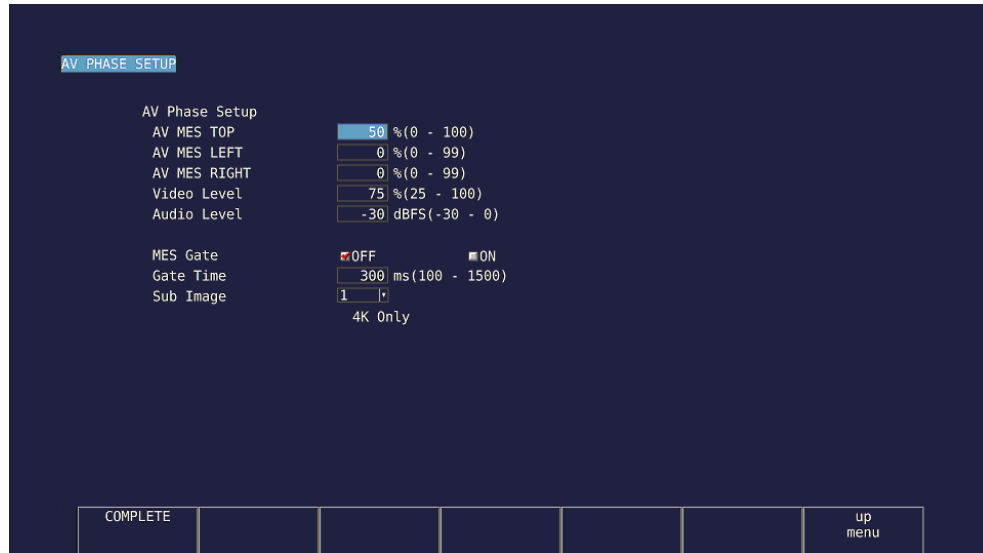 AV PHASE SETUP
AV Phase Setup
AV MES TOP 50 %(0 - 100)
AV MES LEFT 0 %(0 - 99)
AV MES RIGHT 0 %(0 - 99)
Video Level 75 %(25 - 100)
Audio Level -30 dBFS(-30 - 0)
MES Gate OFF ON
Gate Time 300 ms(100 - 1500)
Sub Image 1
4K Only
COMPLETE up
menu